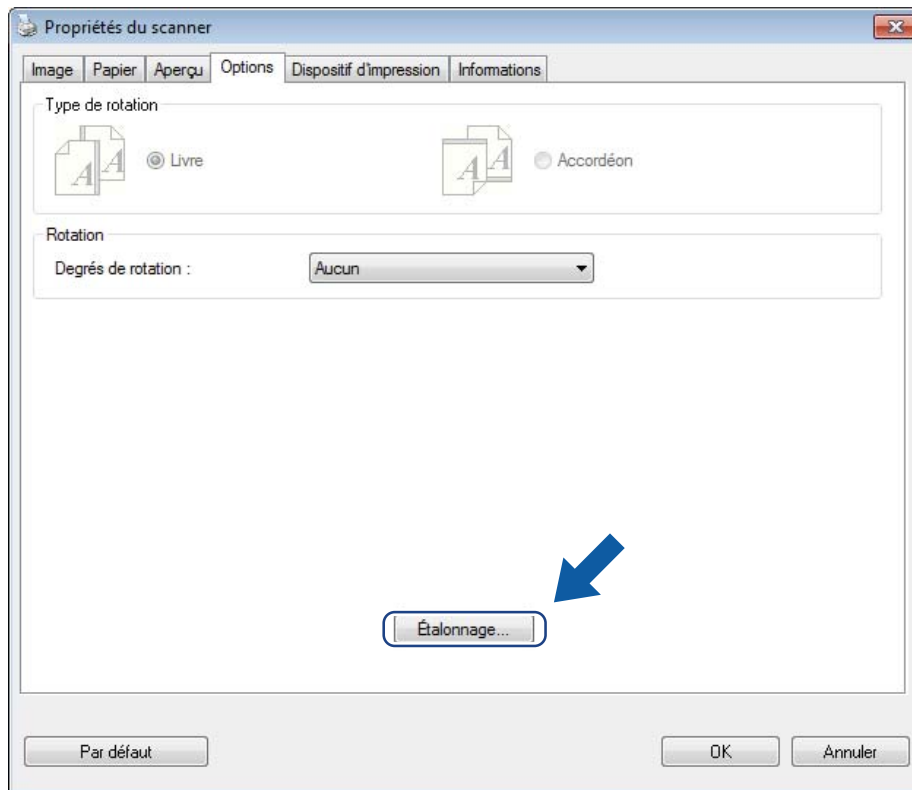 Propriétés du scanner
Image Papier Aperçu Options Dispositif d'impression Informations
Type de rotation
A A Livre A A Accordéon
Rotation
Degrés de rotation : Aucun
Étalonnage...
Par défaut OK Annuler